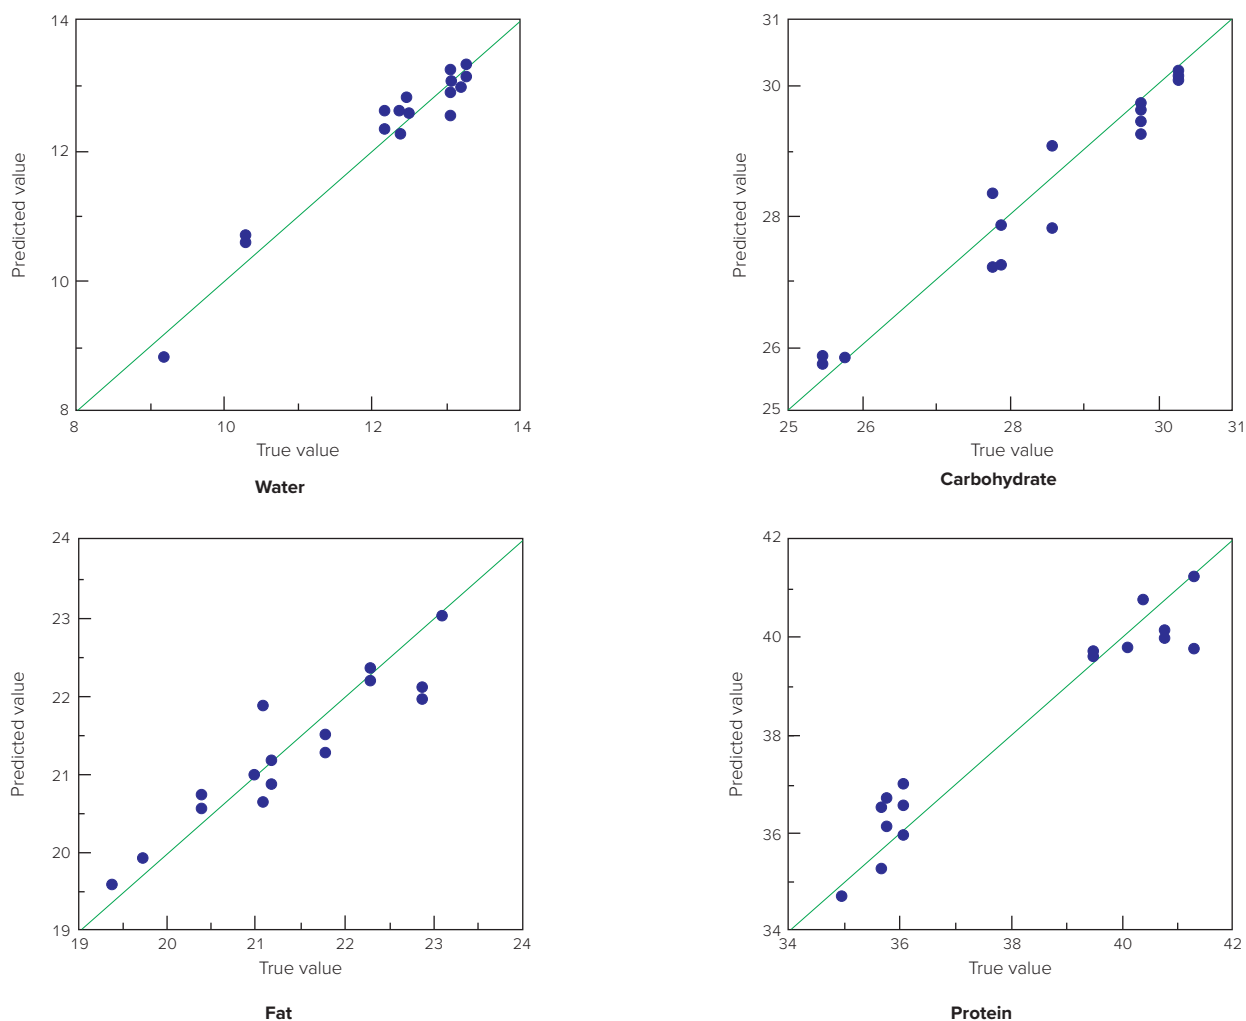 14
12
10
8
Predicted value
8 10 12 14
True value
Water
31
30
28
26
25
Predicted value
25 26 28 30 31
True value
Carbohydrate
24
23
22
21
20
19
Predicted value
19 20 21 22 23 24
True value
Fat
42
40
38
36
34
Predicted value
34 36 38 40 42
True value
Protein